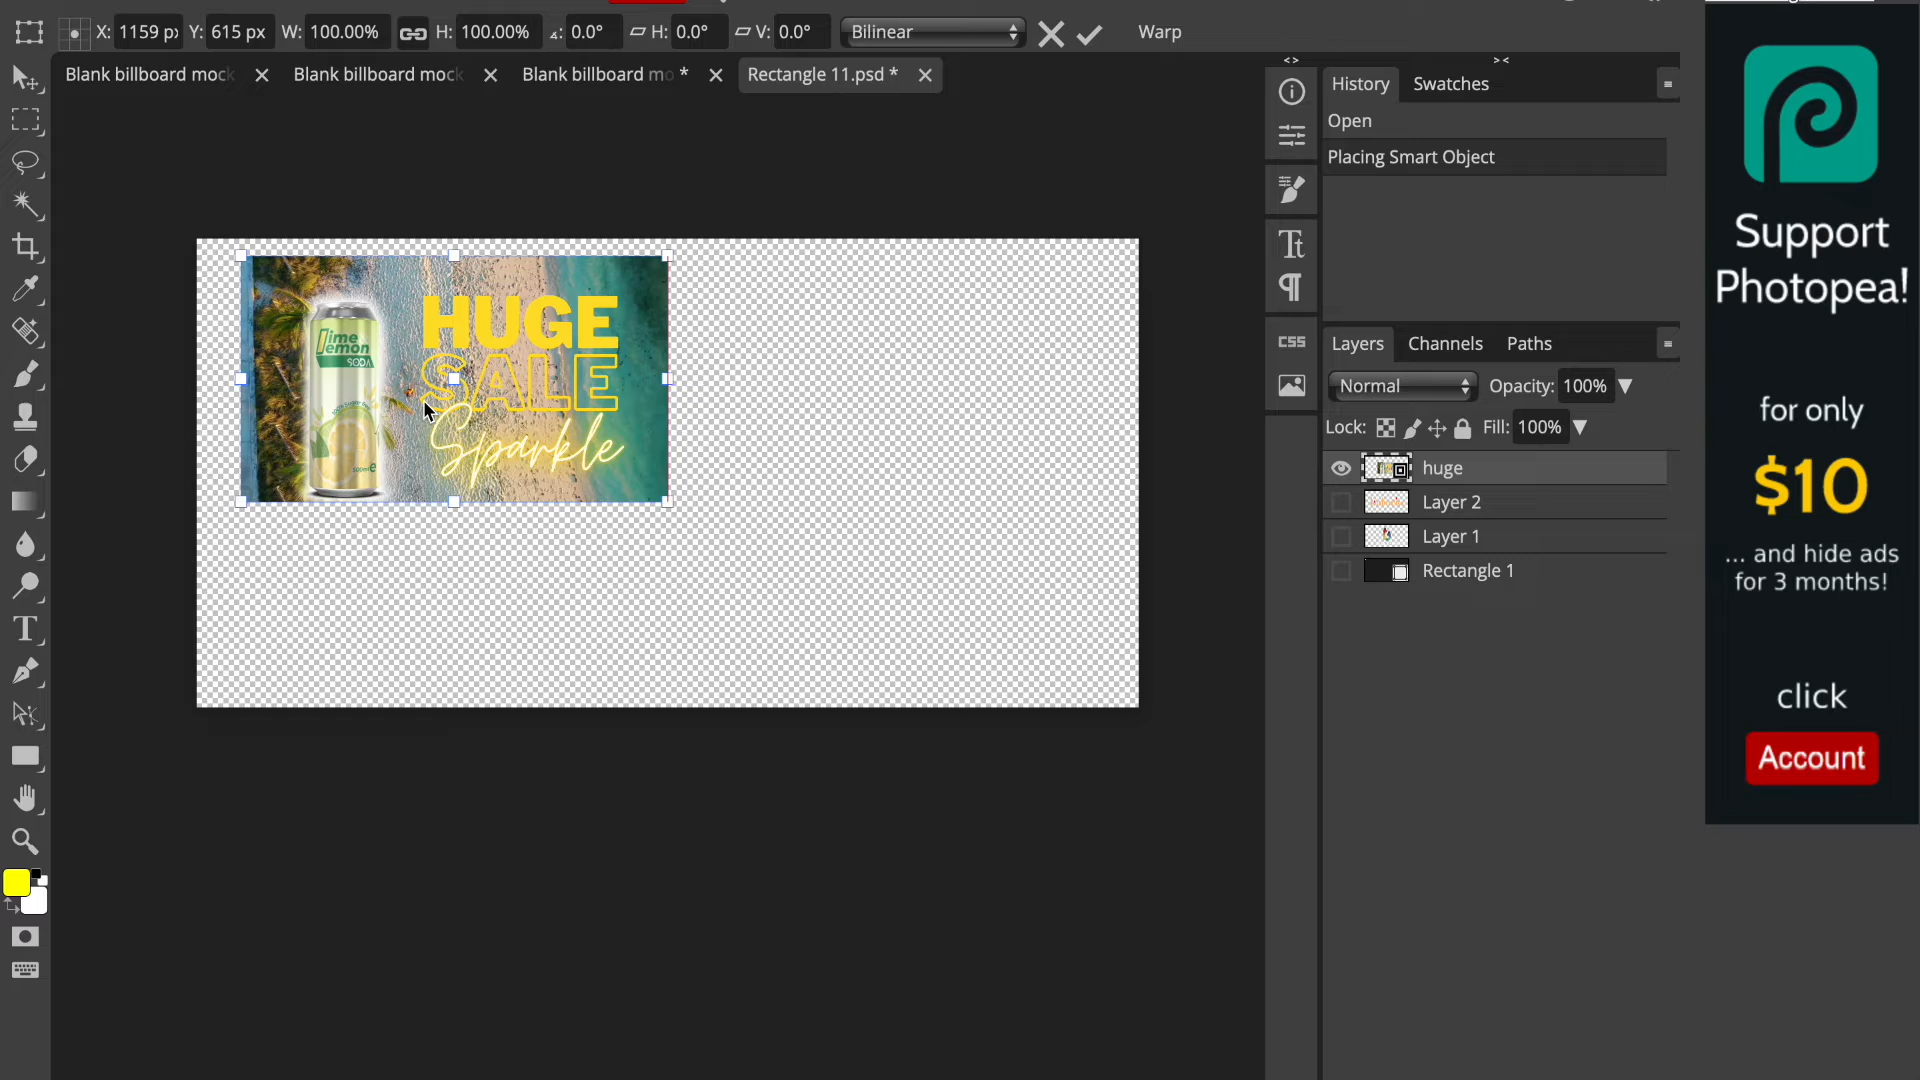 X: 1159 p Y: 615 px W: 100.00% H: 100.00% 0.0° H: 0.0° V: 0.0° Bilinear Warp
Blank billboard mock Blank billboard mock Blank billboard mo * Rectangle 11.psd *
History Swatches
Open
Placing Smart Object
Layers Channels Paths
Normal Opacity: 100%
Lock: Fill: 100%
huge
Layer 2
Layer 1
Rectangle 1
Tt
CSS
T
HUGE
SALE
Sparkle
lime
lemon
VGOS
500ml e
Support
Photopea!
for only
$10
... and hide ads
for 3 months!
click
Account